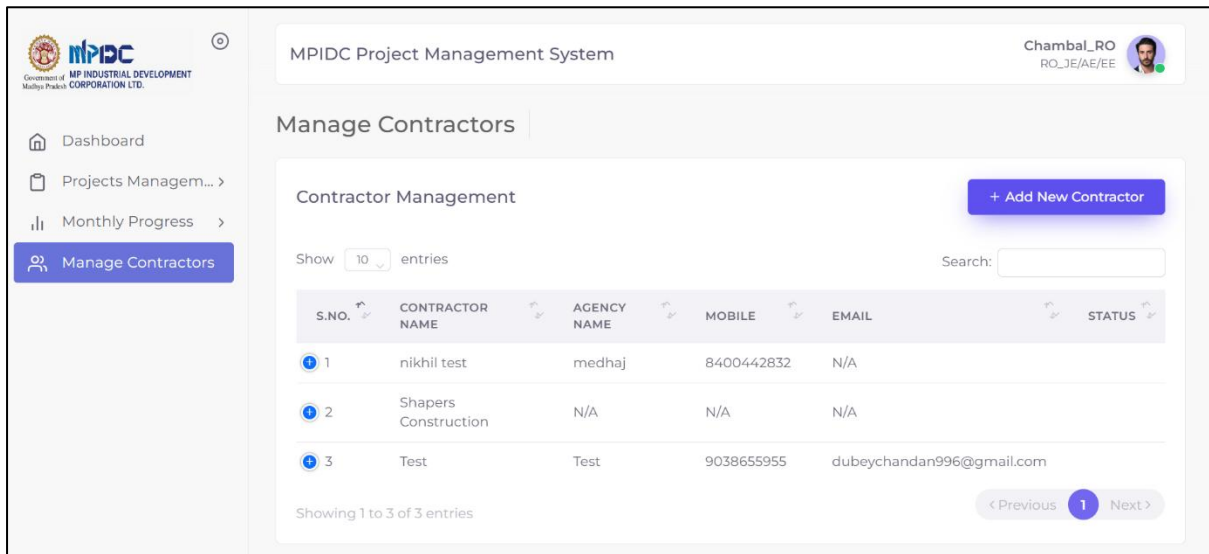 MPIDC
Government of Madhya Pradesh
MP INDUSTRIAL DEVELOPMENT
CORPORATION LTD.
Dashboard
Projects Managem...
Monthly Progress
Manage Contractors
MPIDC Project Management System
Chambal_RO
RO_JE/AE/EE
Manage Contractors
Contractor Management
+ Add New Contractor
Show 10 entries
Search:
S.NO. CONTRACTOR NAME AGENCY NAME MOBILE EMAIL STATUS
1 nikhil test medhaj 8400442832 N/A
2 Shapers Construction N/A N/A N/A
3 Test Test 9038655955 dubeychandan996@gmail.com
Showing 1 to 3 of 3 entries
Previous 1 Next